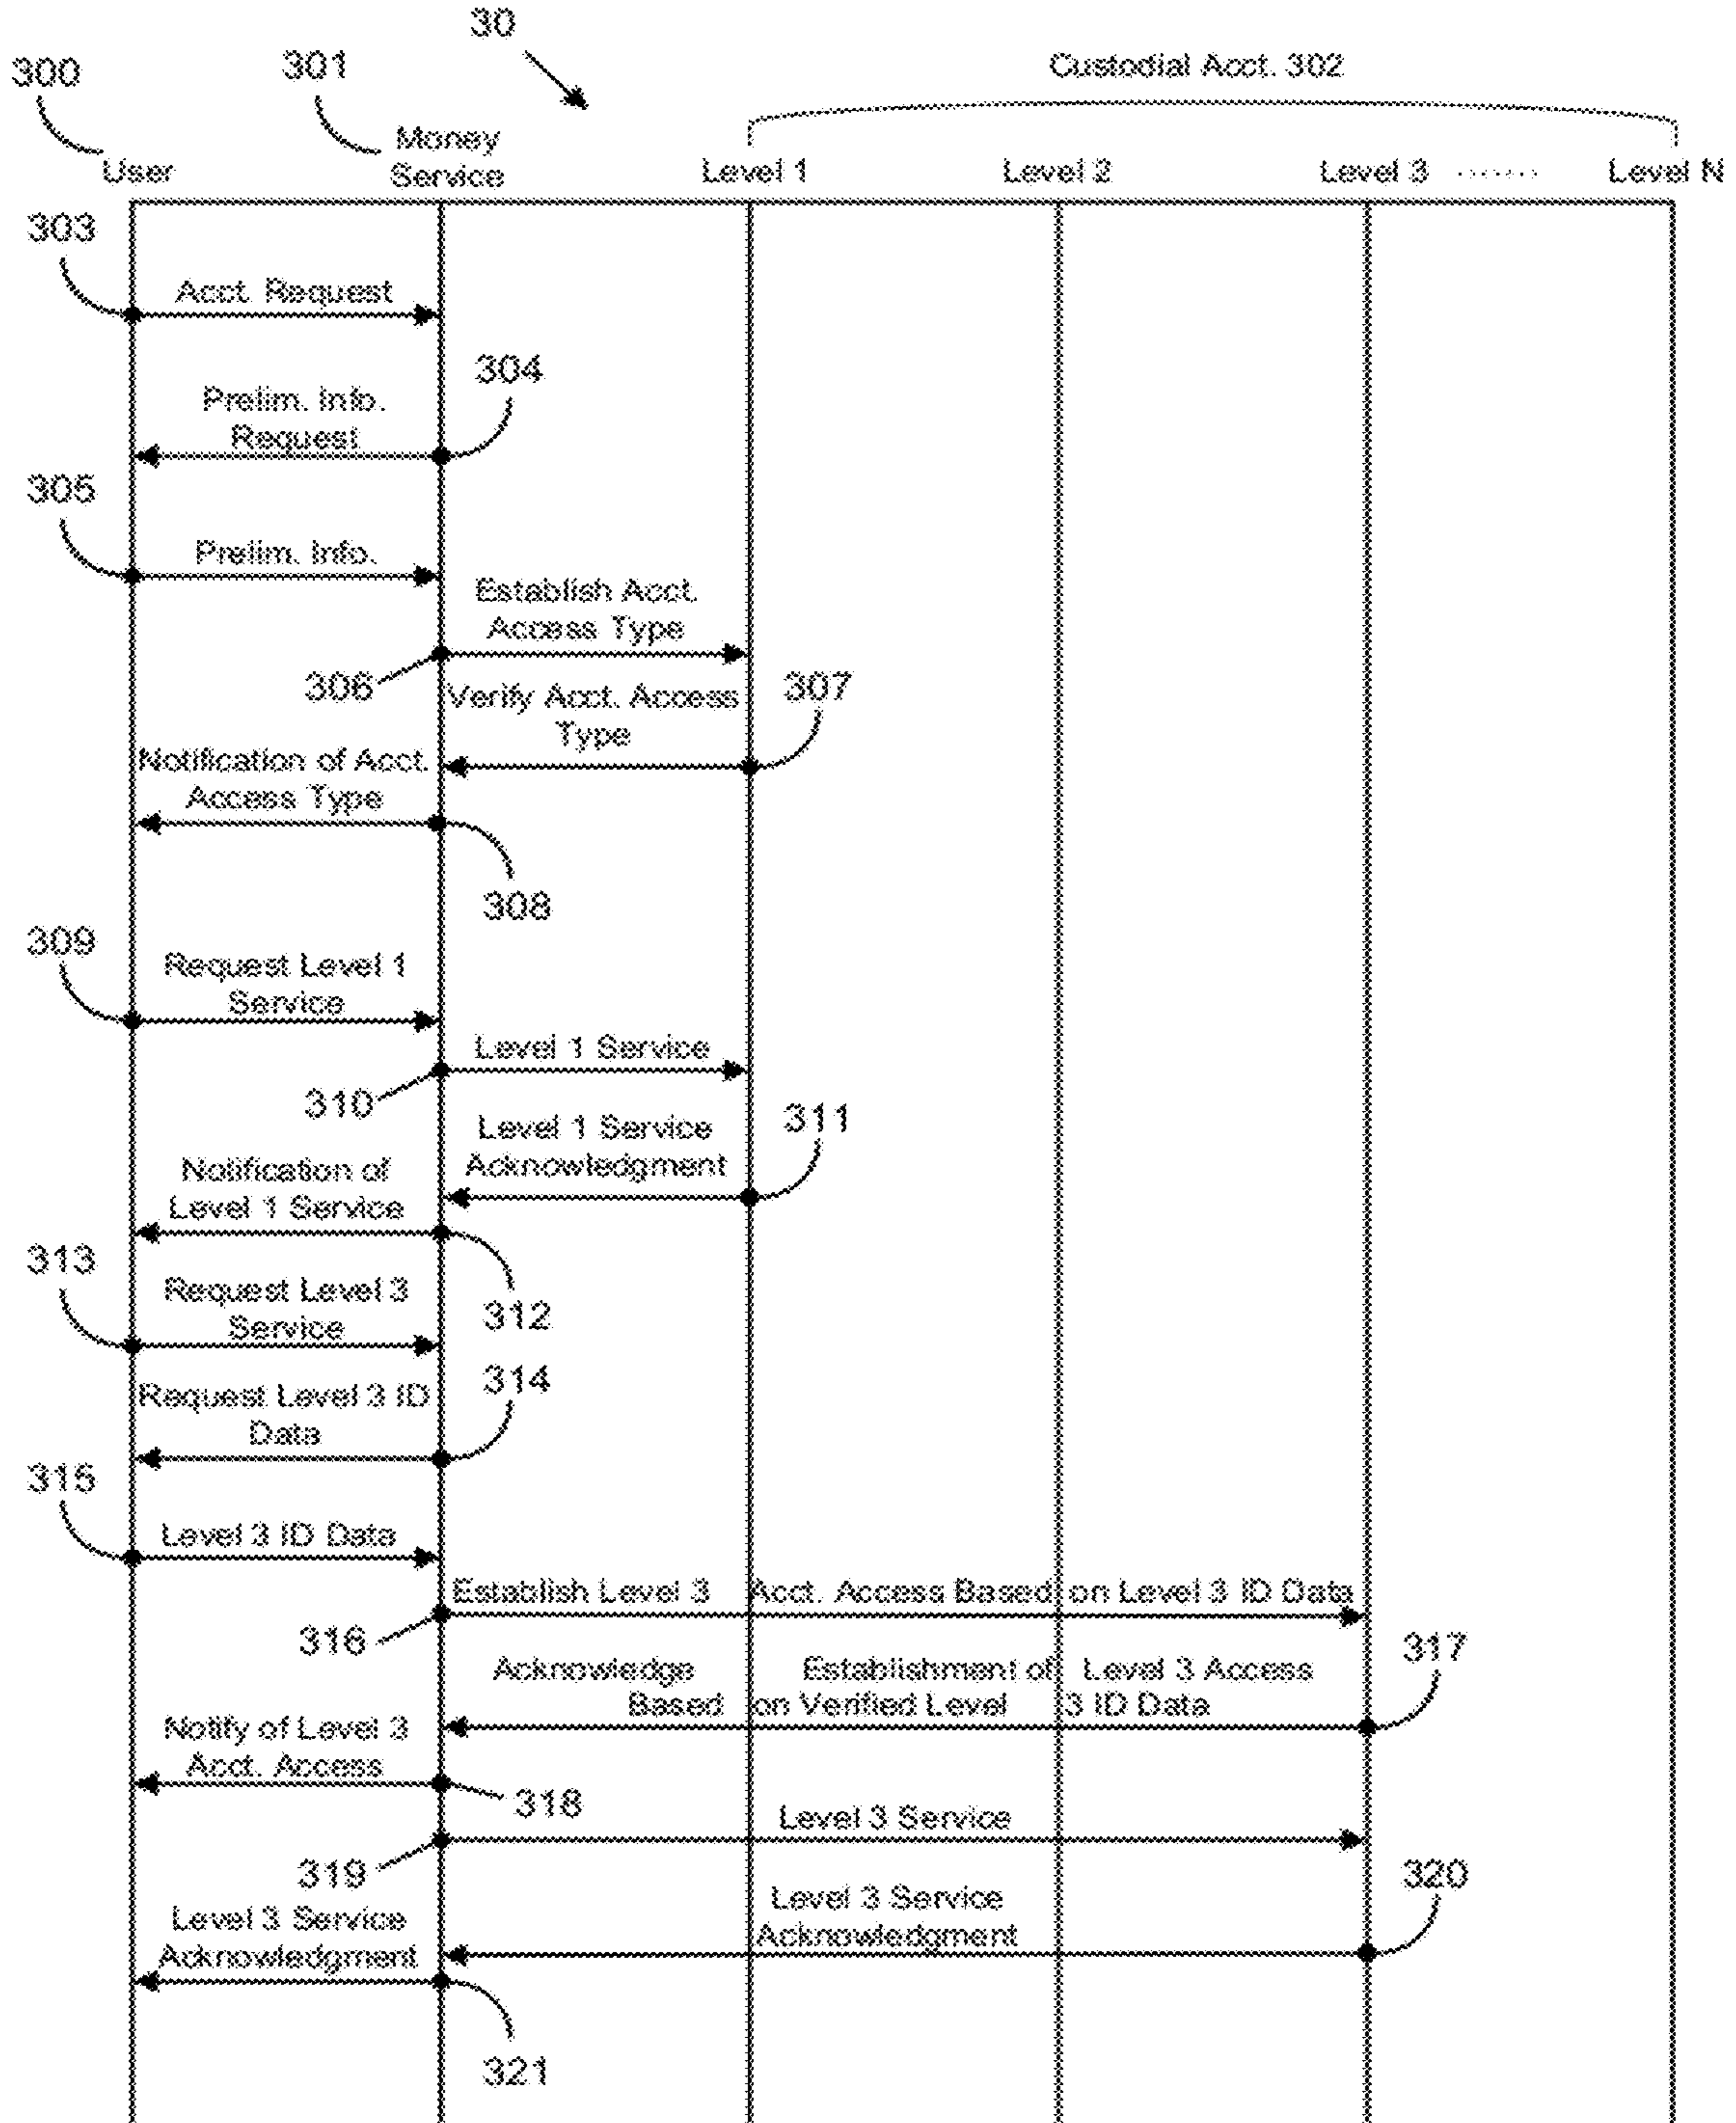 30
300
301
Custodial Acct. 302
User
Money
Service
Level 1
Level 2
Level 3 .......
Level N
303
Acct. Request
304
Prelim. Info.
Request
305
Prelim. Info.
Establish Acct.
Access Type
306
Verify Acct. Access
Type
307
Notification of Acct.
Access Type
308
309
Request Level 1
Service
Level 1 Service
310
Level 1 Service
Acknowledgment
311
Notification of
Level 1 Service
312
313
Request Level 3
Service
314
Request Level 3 ID
Data
315
Level 3 ID Data
Establish Level 3 Acct. Access Based on Level 3 ID Data
316
Acknowledge Establishment of Level 3 Access
Based on Verified Level 3 ID Data
317
Notify of Level 3
Acct. Access
318
Level 3 Service
319
Level 3 Service
Acknowledgment
320
Level 3 Service
Acknowledgment
321